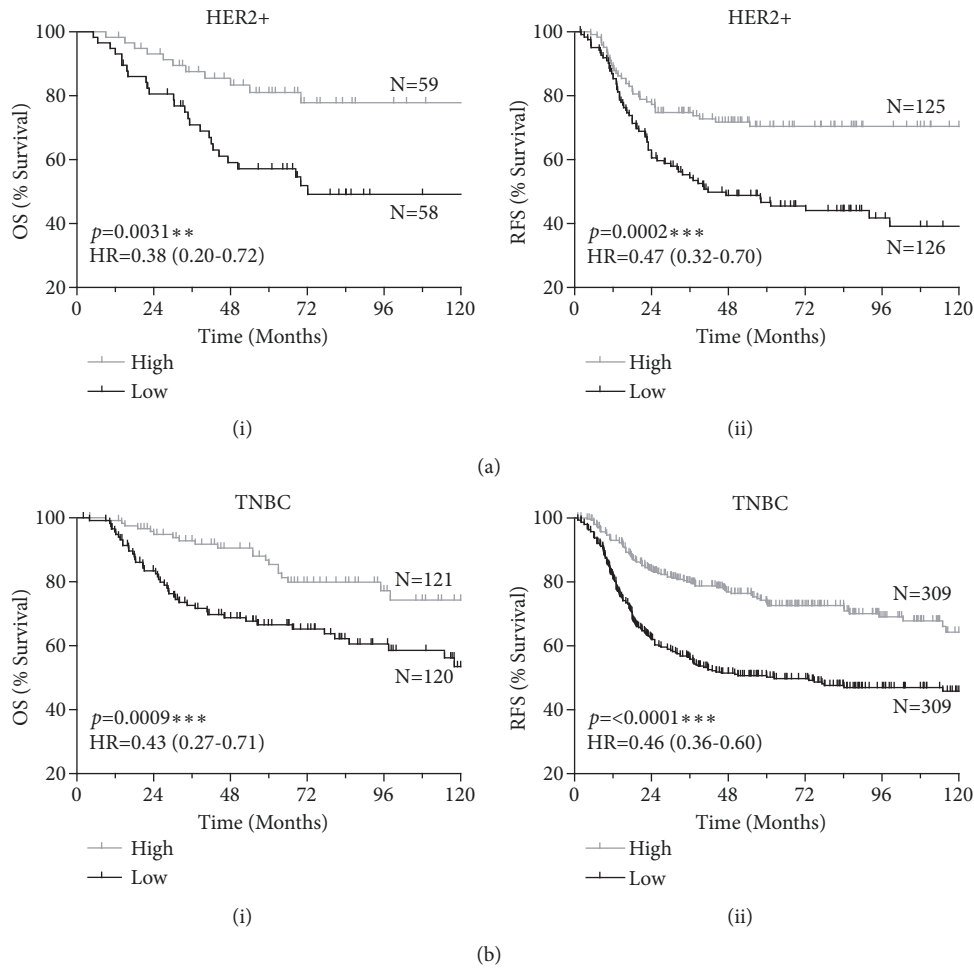 HER2+
100
80
60
40
20
OS (% Survival)
N=59
N=58
p=0.0031**
HR=0.38 (0.20-0.72)
0 24 48 72 96 120
Time (Months)
High
Low
(i)
HER2+
100
80
60
40
20
RFS (% Survival)
N=125
N=126
p=0.0002***
HR=0.47 (0.32-0.70)
0 24 48 72 96 120
Time (Months)
High
Low
(ii)
(a)
TNBC
100
80
60
40
20
OS (% Survival)
N=121
N=120
p=0.0009***
HR=0.43 (0.27-0.71)
0 24 48 72 96 120
Time (Months)
High
Low
(i)
TNBC
100
80
60
40
20
RFS (% Survival)
N=309
N=309
p=<0.0001***
HR=0.46 (0.36-0.60)
0 24 48 72 96 120
Time (Months)
High
Low
(ii)
(b)